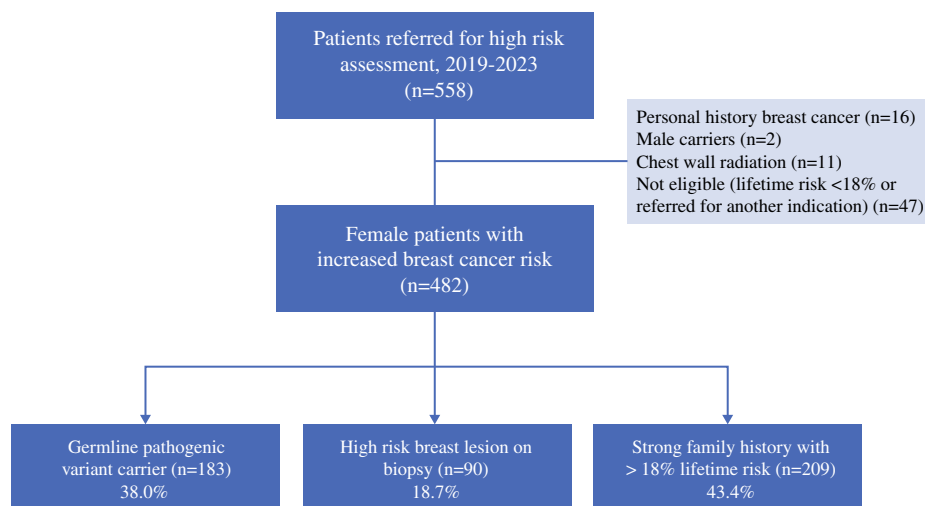 Patients referred for high risk
assessment, 2019-2023
(n=558)
Personal history breast cancer (n=16)
Male carriers (n=2)
Chest wall radiation (n=11)
Not eligible (lifetime risk <18% or
referred for another indication) (n=47)
Female patients with
increased breast cancer risk
(n=482)
Germline pathogenic
variant carrier (n=183)
38.0%
High risk breast lesion on
biopsy (n=90)
18.7%
Strong family history with
> 18% lifetime risk (n=209)
43.4%